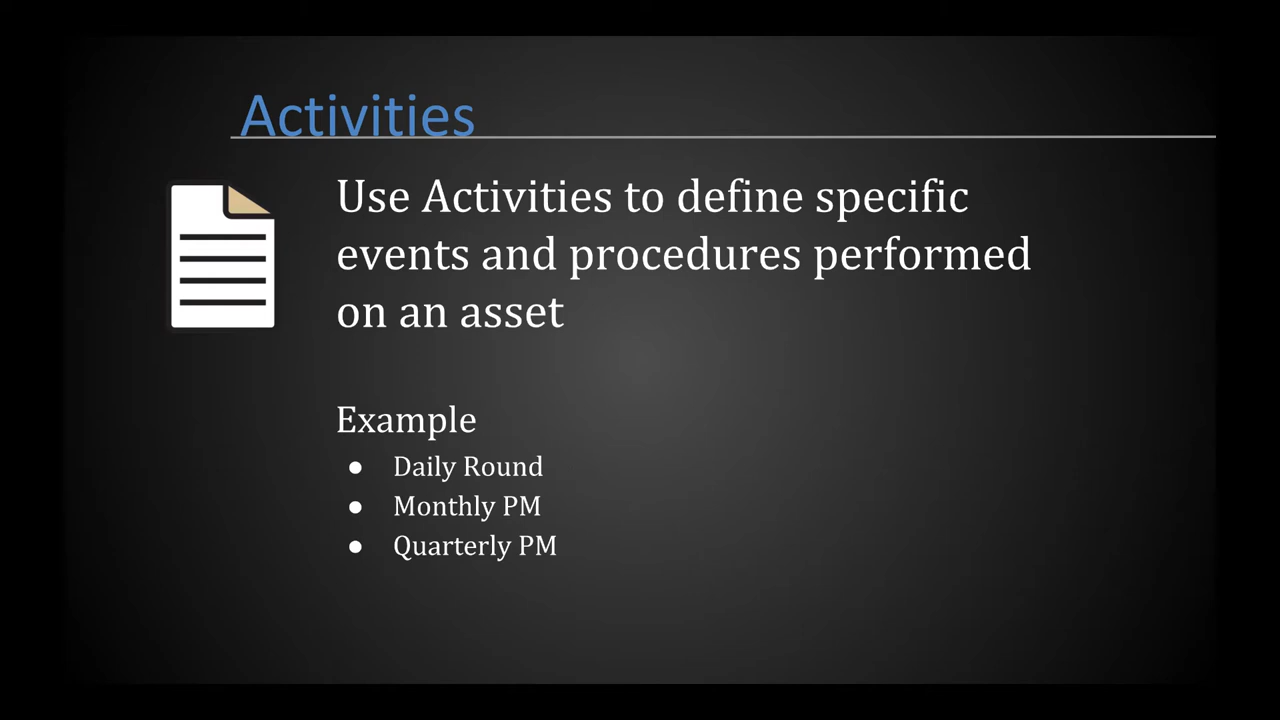 Activities
Use Activities to define specific
events and procedures performed
on an asset
Example
● Daily Round
● Monthly PM
● Quarterly PM